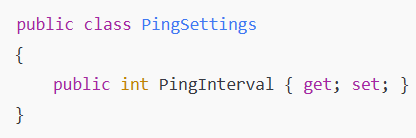 public class PingSettings
{
    public int PingInterval { get; set; }
}